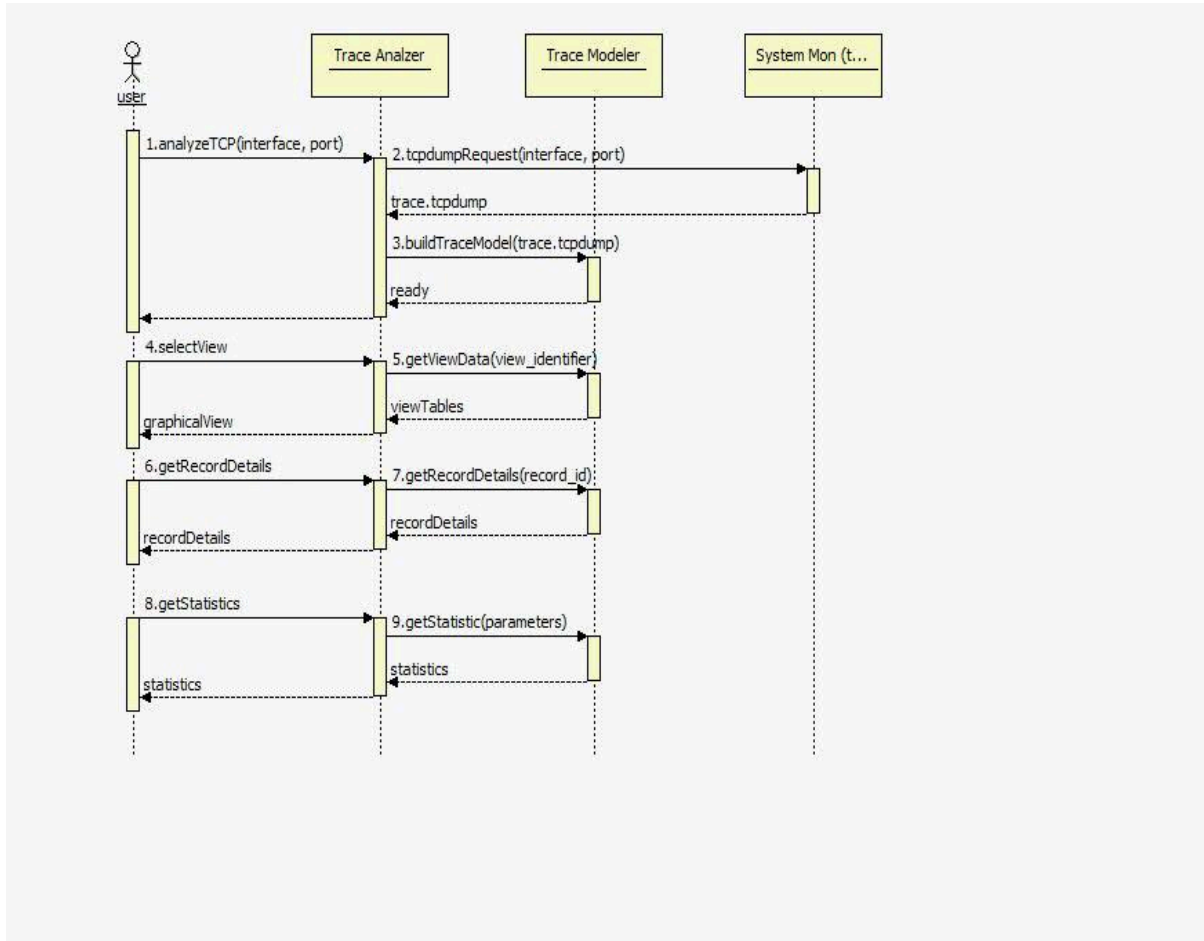 Trace Analzer
Trace Modeler
System Mon (t...
user
1.analyzeTCP(interface, port)
2.tcpdumpRequest(interface, port)
trace.tcpdump
3.buildTraceModel(trace.tcpdump)
ready
4.selectView
5.getViewData(view_identifier)
viewTables
graphicalView
6.getRecordDetails
7.getRecordDetails(record_id)
recordDetails
recordDetails
8.getStatistics
9.getStatistic(parameters)
statistics
statistics